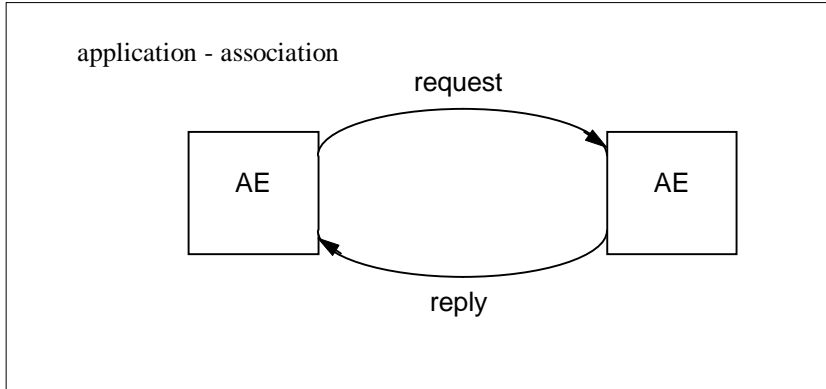 application - association
request
AE
AE
reply